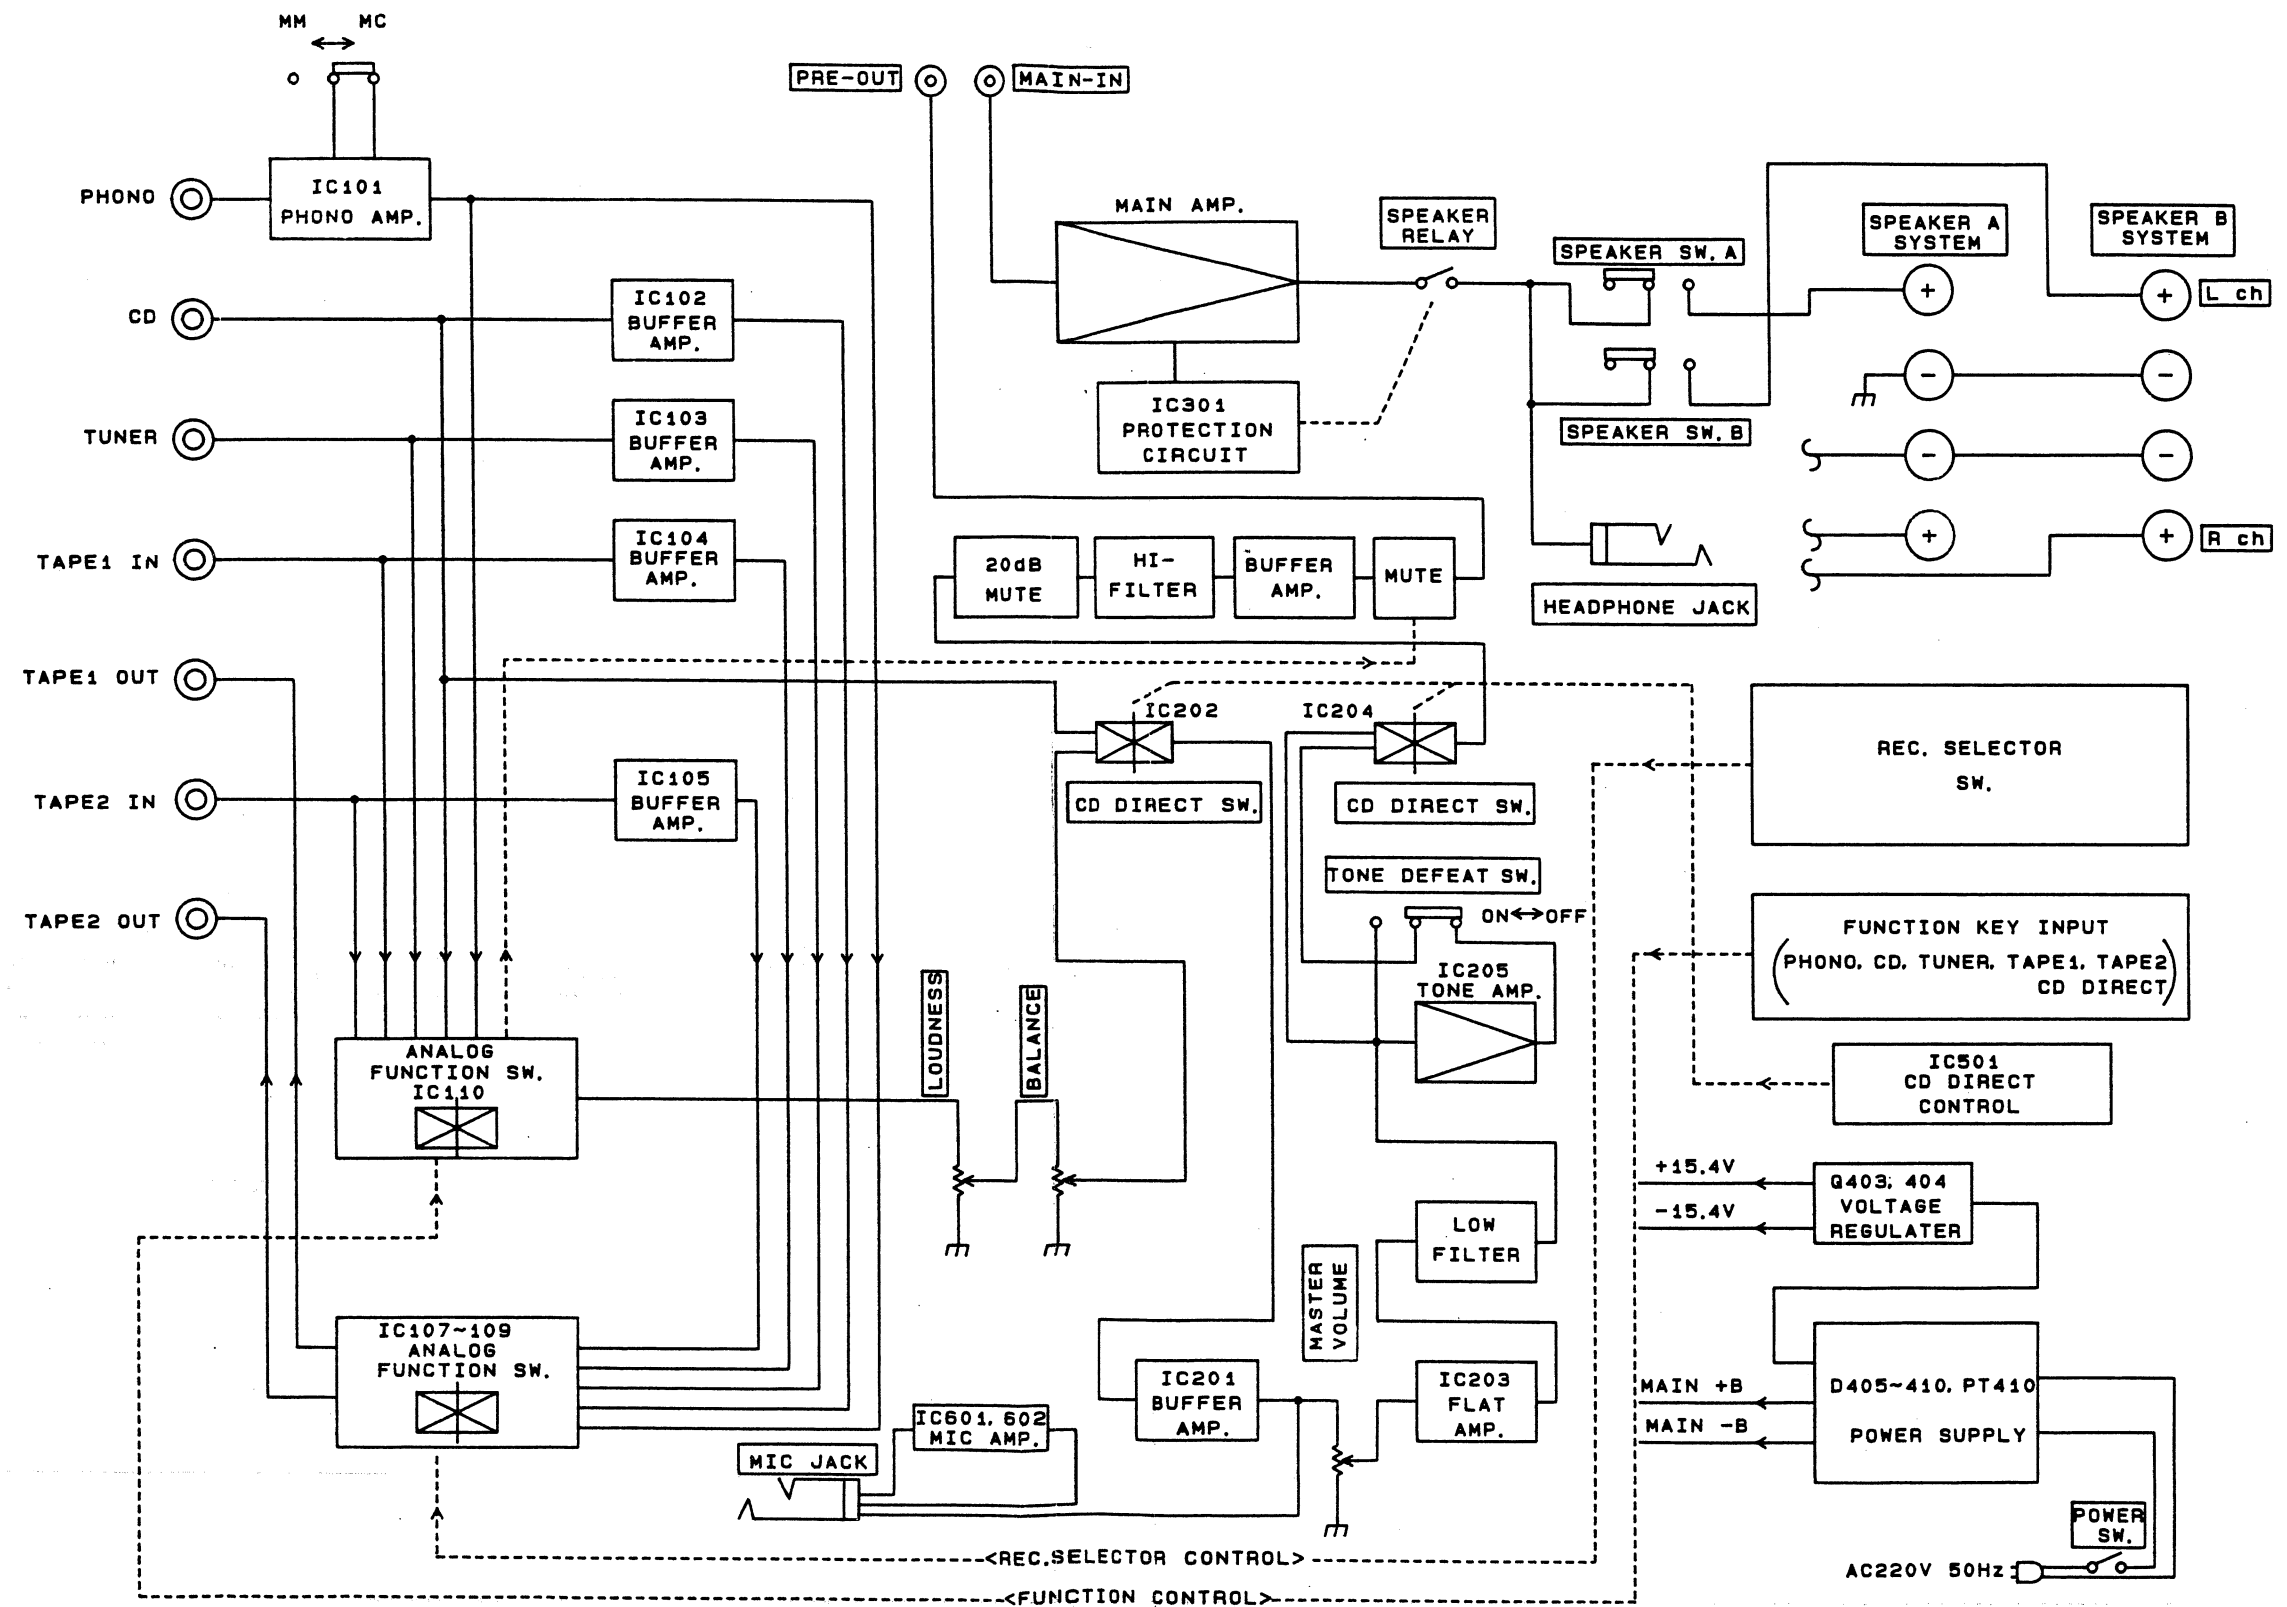 MM MC
PRE-OUT
MAIN-IN
PHONO
IC101
PHONO AMP.
MAIN AMP.
SPEAKER
RELAY
SPEAKER SW. A
SPEAKER A
SYSTEM
SPEAKER B
SYSTEM
+
+
L ch
CD
IC102
BUFFER
AMP.
TUNER
IC103
BUFFER
AMP.
IC301
PROTECTION
CIRCUIT
SPEAKER SW. B
-
-
-
-
TAPE1 IN
IC104
BUFFER
AMP.
20dB
MUTE
HI-
FILTER
BUFFER
AMP.
MUTE
HEADPHONE JACK
+
+
R ch
TAPE1 OUT
IC202
CD DIRECT SW.
IC204
CD DIRECT SW.
REC. SELECTOR
SW.
TAPE2 IN
IC105
BUFFER
AMP.
TONE DEFEAT SW.
ON↔OFF
TAPE2 OUT
FUNCTION KEY INPUT
(PHONO, CD, TUNER, TAPE1, TAPE2
CD DIRECT)
IC205
TONE AMP.
LOUDNESS
BALANCE
ANALOG
FUNCTION SW.
IC110
IC501
CD DIRECT
CONTROL
+15.4V
-15.4V
Q403, 404
VOLTAGE
REGULATER
LOW
FILTER
MASTER
VOLUME
IC107~109
ANALOG
FUNCTION SW.
IC201
BUFFER
AMP.
IC203
FLAT
AMP.
MAIN +B
MAIN -B
D405~410, PT410
POWER SUPPLY
IC601, 602
MIC AMP.
MIC JACK
POWER
SW.
AC220V 50Hz
<REC.SELECTOR CONTROL>
<FUNCTION CONTROL>